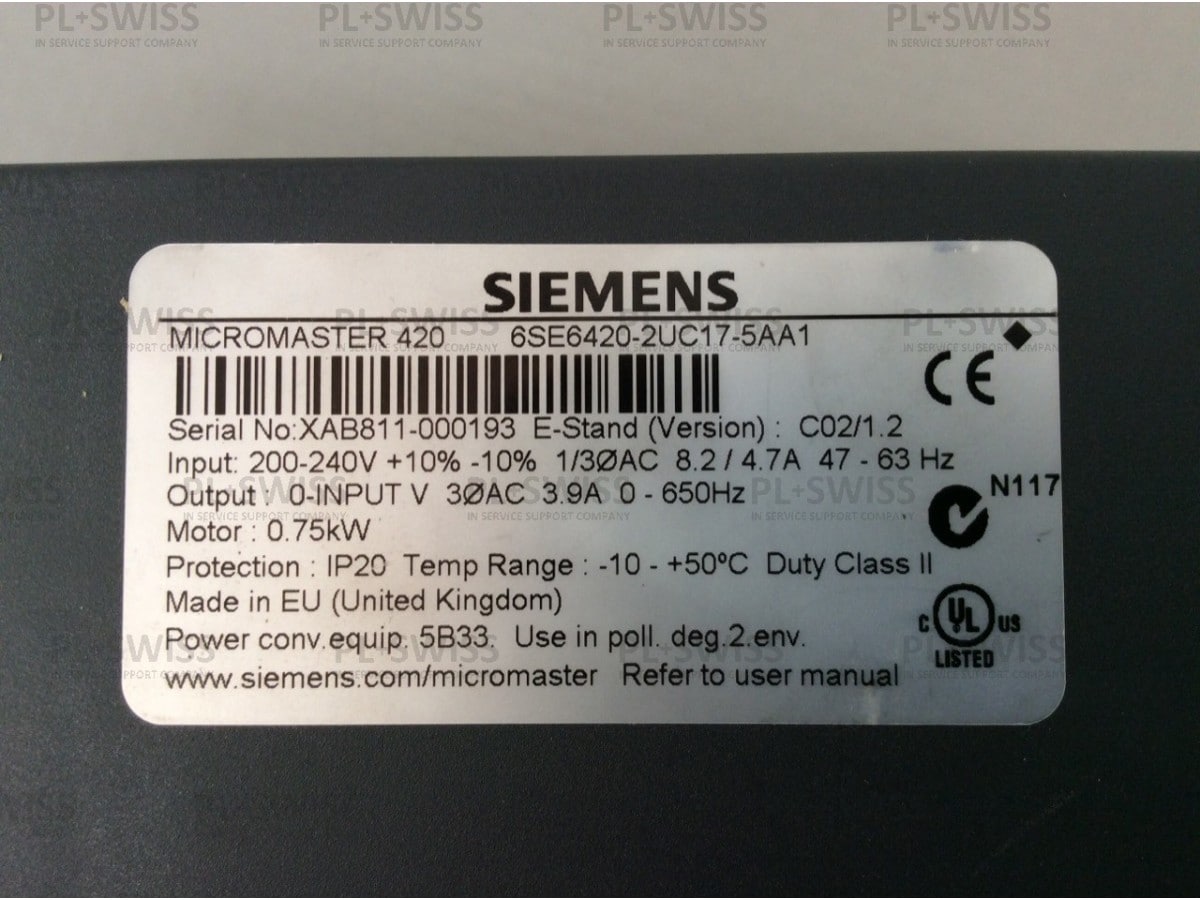 PL+SWISS PL+SWISS PL+SWISS PL+SWISS
IN SERVICE SUPPORT COMPANY IN SERVICE SUPPORT COMPANY IN SERVICE SUPPORT COMPANY IN SERVICE SUPPORT COMPANY
SIEMENS
MICROMASTER 420 6SE6420-2UC17-5AA1
CE
Serial No:XAB811-000193 E-Stand (Version) : C02/1.2
Input: 200-240V +10% -10% 1/3ØAC 8.2 / 4.7A 47 - 63 Hz
Output : 0-INPUT V 3ØAC 3.9A 0 - 650Hz
N117
Motor : 0.75kW
Protection : IP20 Temp Range : -10 - +50ºC Duty Class II
Made in EU (United Kingdom)
C UL US
LISTED
Power conv.equip. 5B33. Use in poll. deg.2.env.
www.siemens.com/micromaster Refer to user manual